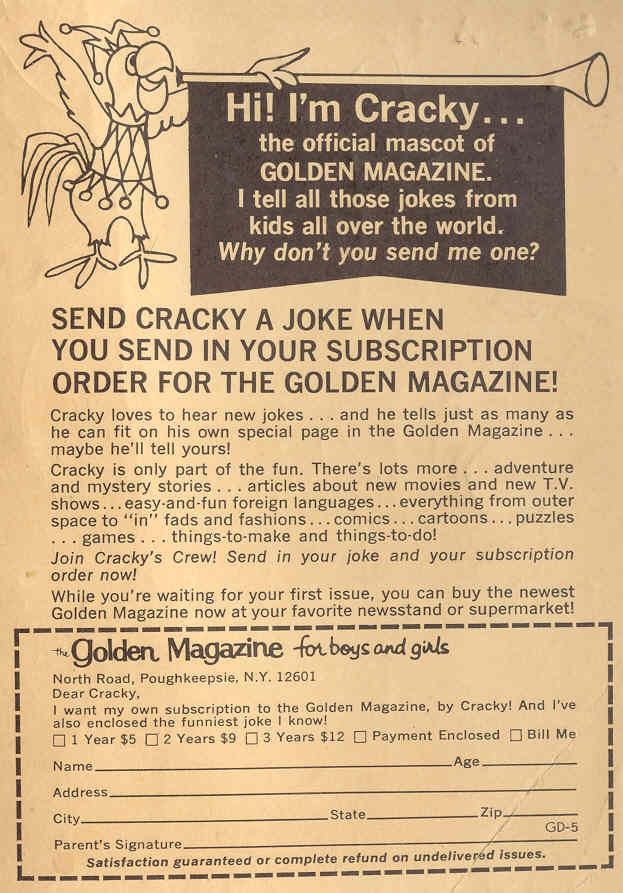 Hi! I'm Cracky...
the official mascot of
GOLDEN MAGAZINE.
I tell all those jokes from
kids all over the world.
Why don't you send me one?
SEND CRACKY A JOKE WHEN
YOU SEND IN YOUR SUBSCRIPTION
ORDER FOR THE GOLDEN MAGAZINE!
Cracky loves to hear new jokes . . . and he tells just as many as
he can fit on his own special page in the Golden Magazine . . .
maybe he'll tell yours!
Cracky is only part of the fun. There's lots more . . . adventure
and mystery stories . . . articles about new movies and new T.V.
shows...easy-and-fun foreign languages...everything from outer
space to "in" fads and fashions...comics...cartoons...puzzles
. . . games . . . things-to-make and things-to-do!
Join Cracky's Crew! Send in your joke and your subscription
order now!
While you're waiting for your first issue, you can buy the newest
Golden Magazine now at your favorite newsstand or supermarket!
the Golden Magazine for boys and girls
North Road, Poughkeepsie, N.Y. 12601
Dear Cracky,
I want my own subscription to the Golden Magazine, by Cracky! And I've
also enclosed the funniest joke I know!
☐ 1 Year $5 ☐ 2 Years $9 ☐ 3 Years $12 ☐ Payment Enclosed ☐ Bill Me
Name Age
Address
City State Zip
GD-5
Parent's Signature
Satisfaction guaranteed or complete refund on undelivered issues.